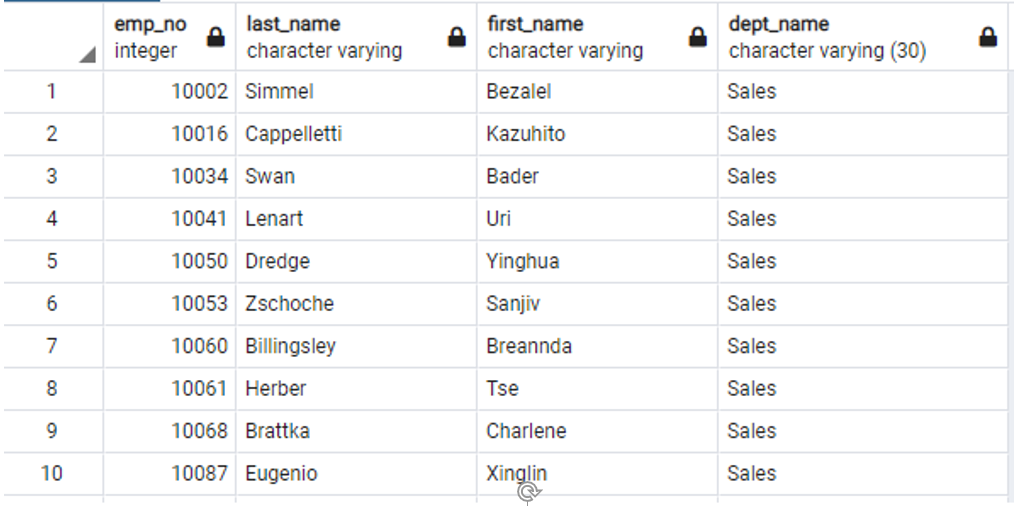 emp_no last_name first_name dept_name
integer character varying character varying character varying (30)
1 10002 Simmel Bezalel Sales
2 10016 Cappelletti Kazuhito Sales
3 10034 Swan Bader Sales
4 10041 Lenart Uri Sales
5 10050 Dredge Yinghua Sales
6 10053 Zschoche Sanjiv Sales
7 10060 Billingsley Breannda Sales
8 10061 Herber Tse Sales
9 10068 Brattka Charlene Sales
10 10087 Eugenio Xinglin Sales